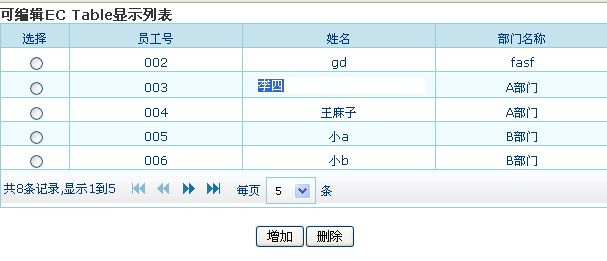 可编辑EC Table显示列表
选择 员工号 姓名 部门名称
002 gd fasf
003 李四 A部门
004 王麻子 A部门
005 小a B部门
006 小b B部门
共8条记录,显示1到5 每页 5 条
增加 删除